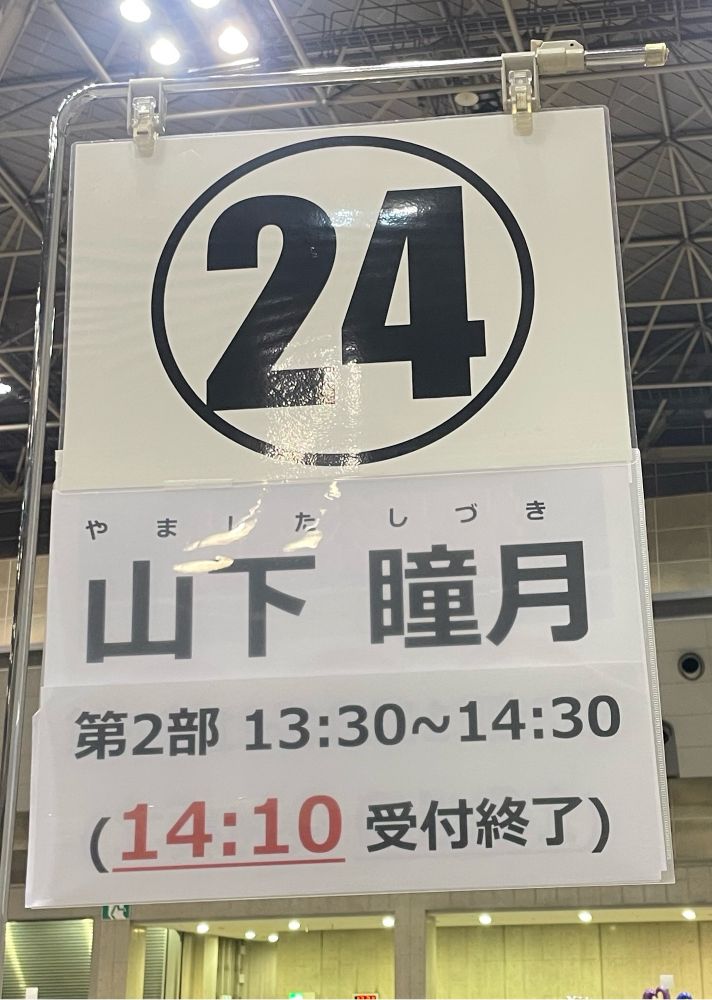 24
やました しづき
山下 瞳月
第2部 13:30~14:30
(14:10 受付終了)